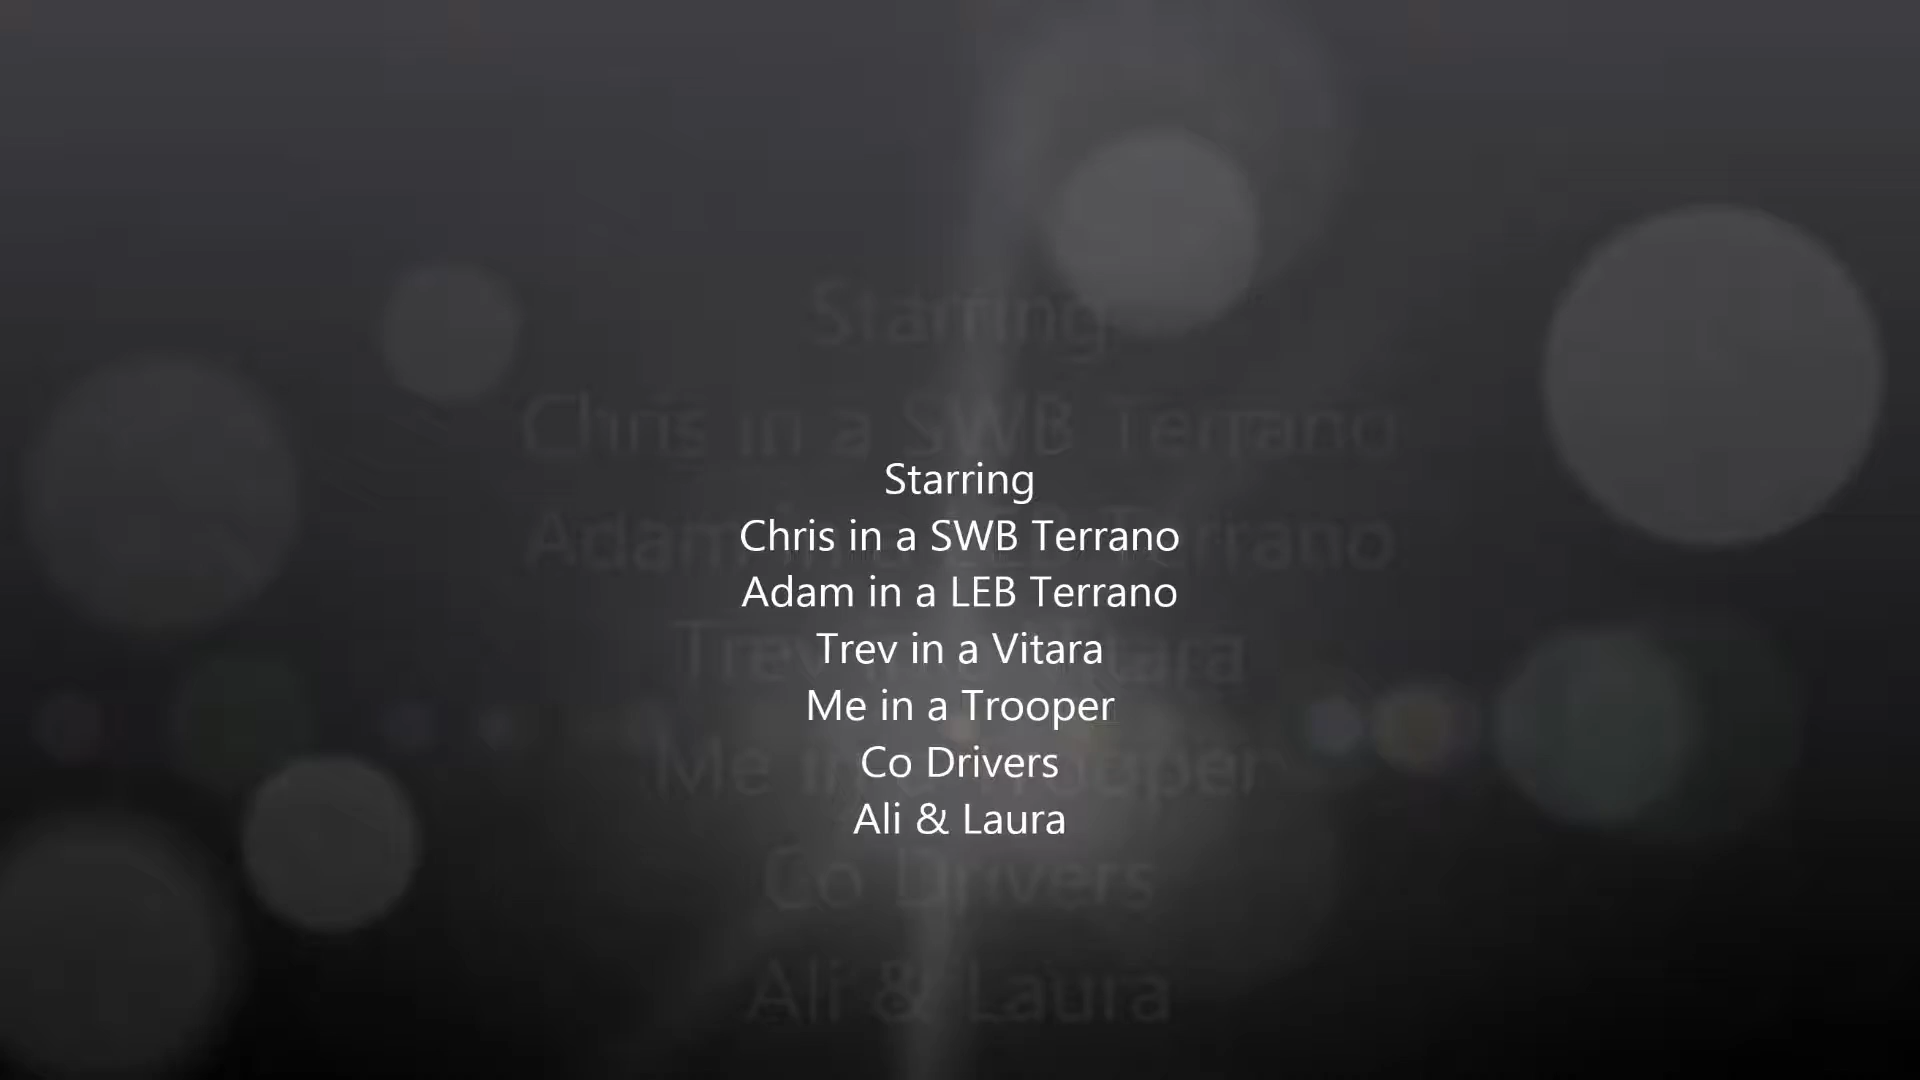 Starring
Chris in a SWB Terrano
Adam in a LEB Terrano
Trev in a Vitara
Me in a Trooper
Co Drivers
Ali & Laura